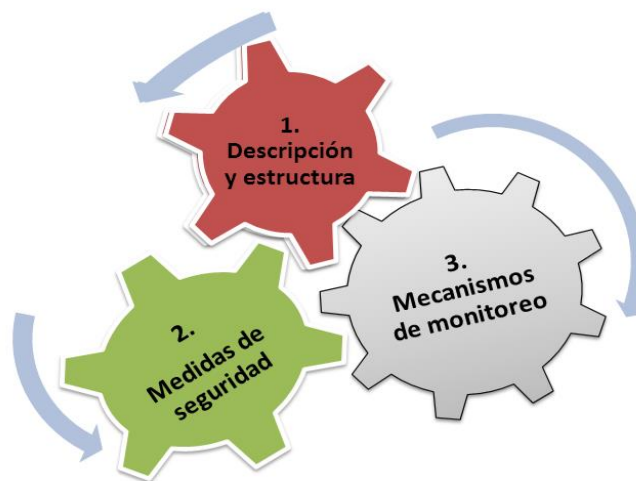 1.
Descripción
y estructura
2.
Medidas de
seguridad
3.
Mecanismos
de monitoreo